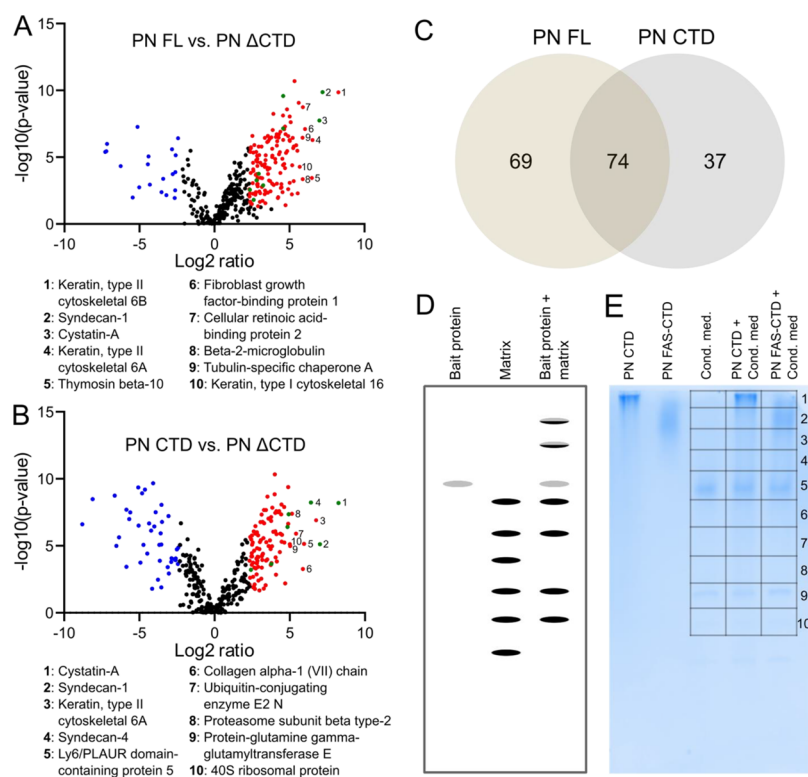 A
PN FL vs. PN ΔCTD
15
10
5
0
-log10(p-value)
-10
-5
0
5
10
Log2 ratio
2
1
7
3
6
9
4
10
8
5
1: Keratin, type II
cytoskeletal 6B
2: Syndecan-1
3: Cystatin-A
4: Keratin, type II
cytoskeletal 6A
5: Thymosin beta-10
6: Fibroblast growth
factor-binding protein 1
7: Cellular retinoic acid-
binding protein 2
8: Beta-2-microglobulin
9: Tubulin-specific chaperone A
10: Keratin, type I cytoskeletal 16
B
PN CTD vs. PN ΔCTD
15
10
5
0
-log10(p-value)
-10
-5
0
5
10
Log2 ratio
4
1
8
3
7
10
5
2
9
6
1: Cystatin-A
2: Syndecan-1
3: Keratin, type II
cytoskeletal 6A
4: Syndecan-4
5: Ly6/PLAUR domain-
containing protein 5
6: Collagen alpha-1 (VII) chain
7: Ubiquitin-conjugating
enzyme E2 N
8: Proteasome subunit beta type-2
9: Protein-glutamine gamma-
glutamyltransferase E
10: 40S ribosomal protein
C
PN FL
PN CTD
69
74
37
D
Bait protein
Matrix
Bait protein +
matrix
E
PN CTD
PN FAS-CTD
Cond. med.
PN CTD +
Cond. med.
PN FAS-CTD +
Cond. med.
1
2
3
4
5
6
7
8
9
10